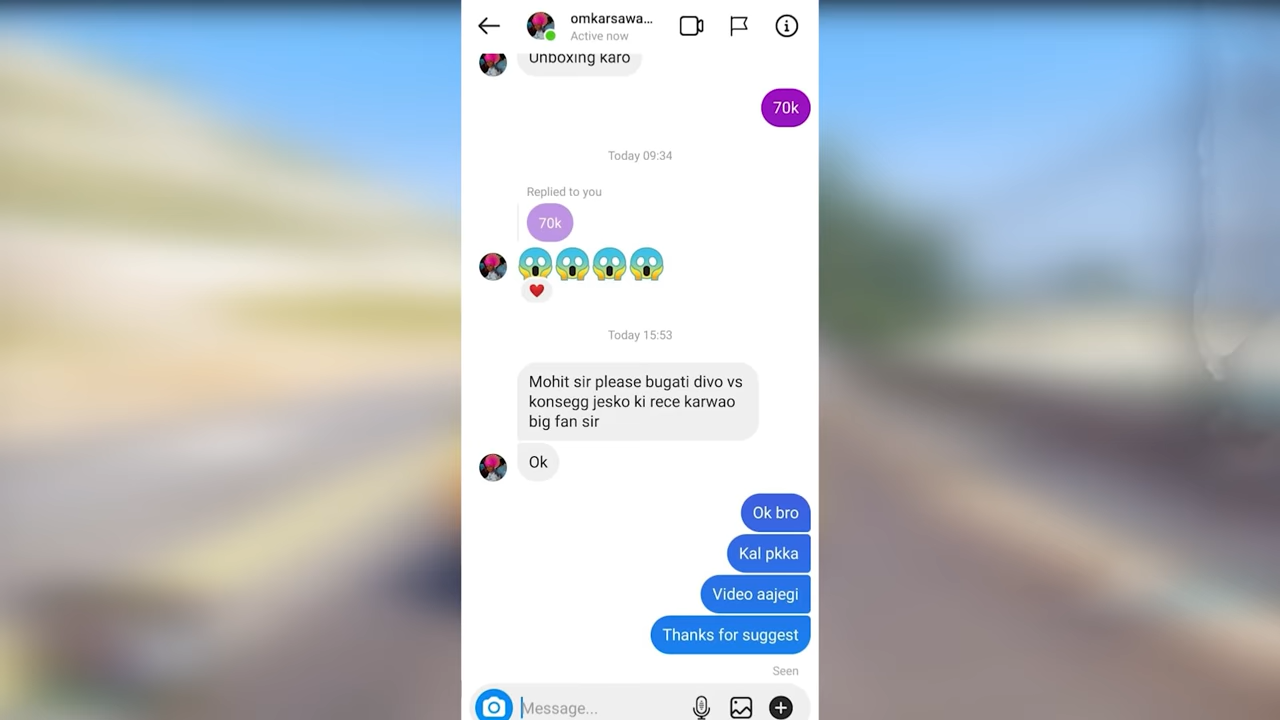 omkarsawa...
Active now
Unboxing karo
70k
Today 09:34
Replied to you
70k
Today 15:53
Mohit sir please bugati divo vs
konsegg jesko ki rece karwao
big fan sir
Ok
Ok bro
Kal pkka
Video aajegi
Thanks for suggest
Seen
Message...